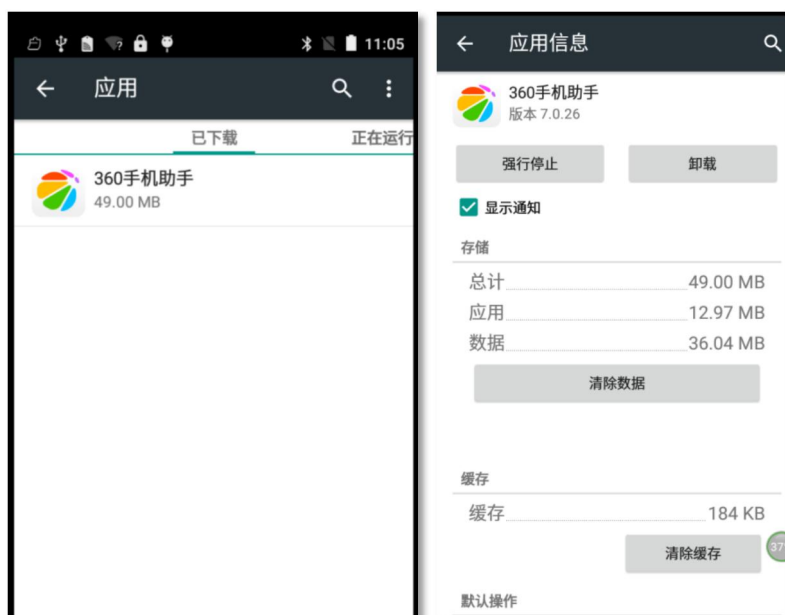 11:05
应用
已下载
正在运行
360手机助手
49.00 MB
应用信息
360手机助手
版本 7.0.26
强行停止
卸载
显示通知
存储
总计 49.00 MB
应用 12.97 MB
数据 36.04 MB
清除数据
缓存
缓存 184 KB
37
清除缓存
默认操作